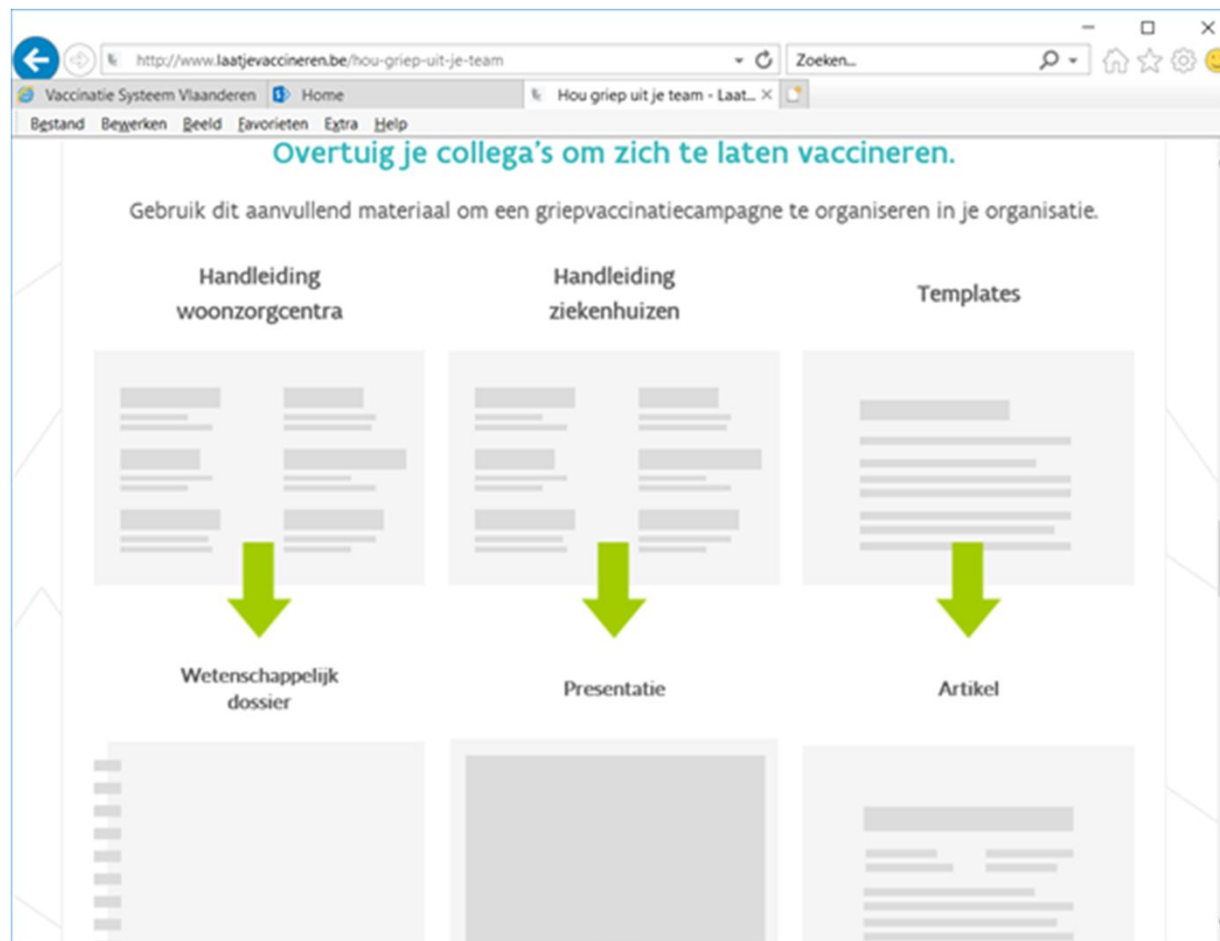 http://www.laatjevaccineren.be/hou-griep-uit-je-team
Zoeken...
Vaccinatie Systeem Vlaanderen
Home
Hou griep uit je team - Laat...
Bestand Bewerken Beeld Favorieten Extra Help
Overtuig je collega's om zich te laten vaccineren.
Gebruik dit aanvullend materiaal om een griepvaccinatiecampagne te organiseren in je organisatie.
Handleiding
woonzorgcentra
Handleiding
ziekenhuizen
Templates
Wetenschappelijk
dossier
Presentatie
Artikel